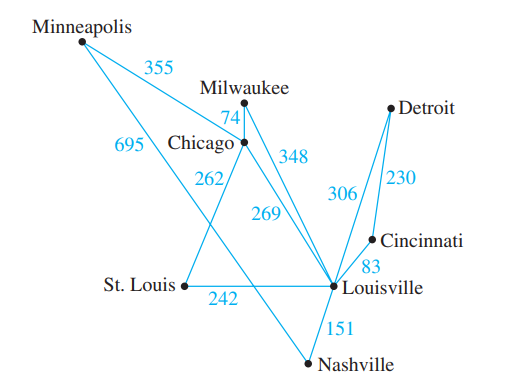 Minneapolis
355
Milwaukee
74
Detroit
695
Chicago
348
262
306
230
269
Cincinnati
83
St. Louis
242
Louisville
151
Nashville